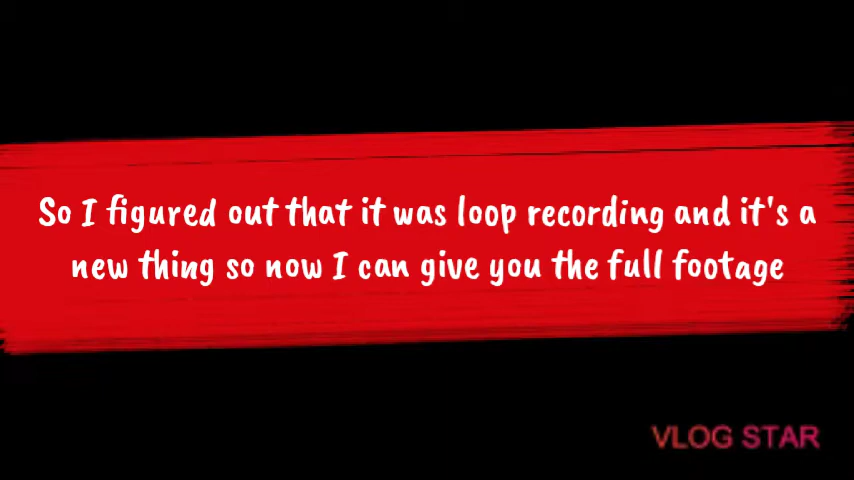 So I figured out that it was loop recording and it's a
new thing so now I can give you the full footage
VLOG STAR